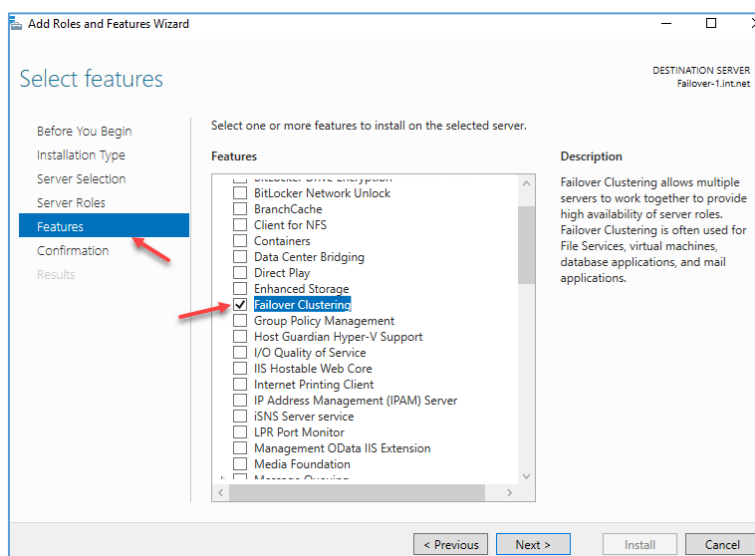 Add Roles and Features Wizard
Select features
DESTINATION SERVER
Failover-1.int.net
Before You Begin
Installation Type
Server Selection
Server Roles
Features
Confirmation
Results
Select one or more features to install on the selected server.
Features
BitLocker Drive Encryption
BitLocker Network Unlock
BranchCache
Client for NFS
Containers
Data Center Bridging
Direct Play
Enhanced Storage
Failover Clustering
Group Policy Management
Host Guardian Hyper-V Support
I/O Quality of Service
IIS Hostable Web Core
Internet Printing Client
IP Address Management (IPAM) Server
iSNS Server service
LPR Port Monitor
Management OData IIS Extension
Media Foundation
Message Queuing
Description
Failover Clustering allows multiple
servers to work together to provide
high availability of server roles.
Failover Clustering is often used for
File Services, virtual machines,
database applications, and mail
applications.
< Previous
Next >
Install
Cancel